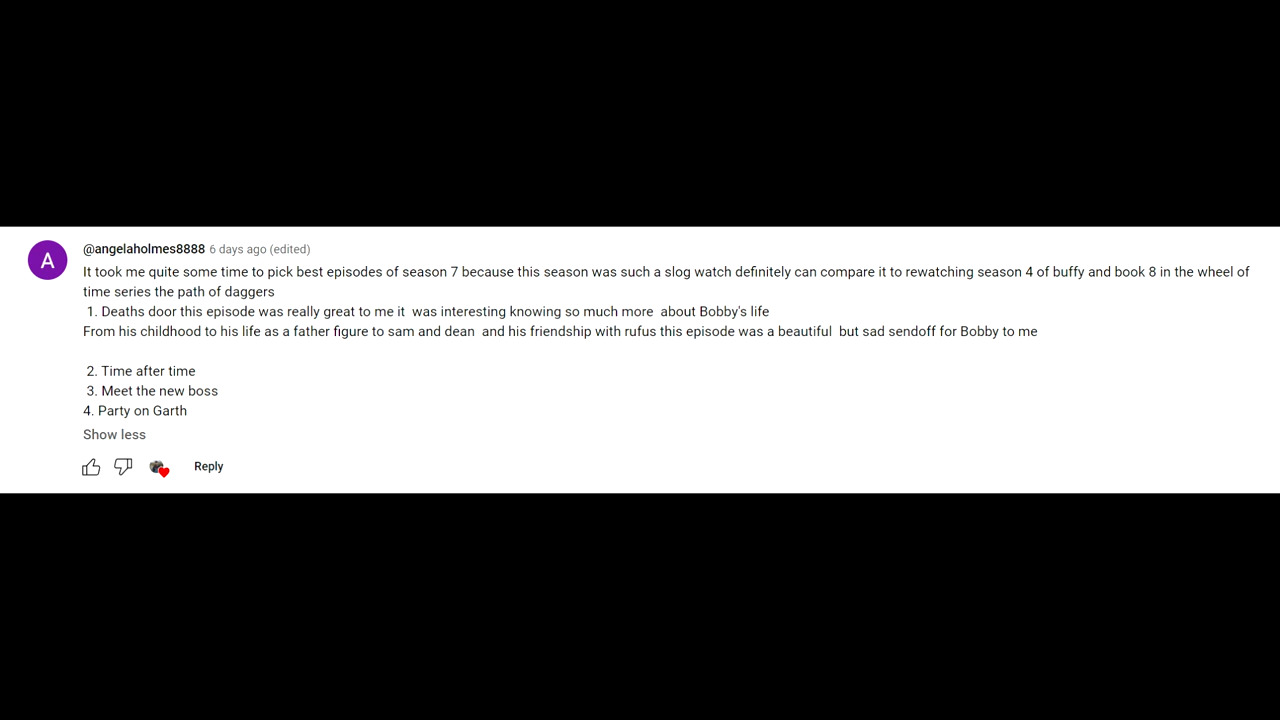 A
@angelaholmes8888 6 days ago (edited)
It took me quite some time to pick best episodes of season 7 because this season was such a slog watch definitely can compare it to rewatching season 4 of buffy and book 8 in the wheel of
time series the path of daggers
1. Deaths door this episode was really great to me it  was interesting knowing so much more  about Bobby's life
From his childhood to his life as a father figure to sam and dean  and his friendship with rufus this episode was a beautiful  but sad sendoff for Bobby to me
2. Time after time
3. Meet the new boss
4. Party on Garth
Show less
Reply